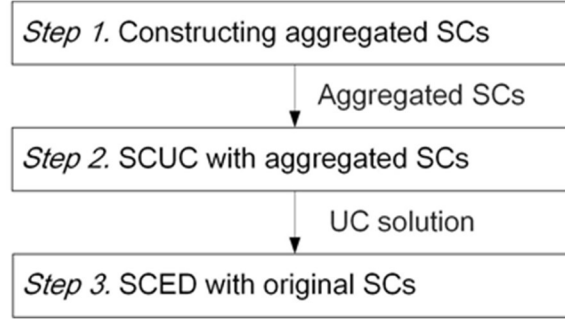 Step 1. Constructing aggregated SCs
Aggregated SCs
Step 2. SCUC with aggregated SCs
UC solution
Step 3. SCED with original SCs